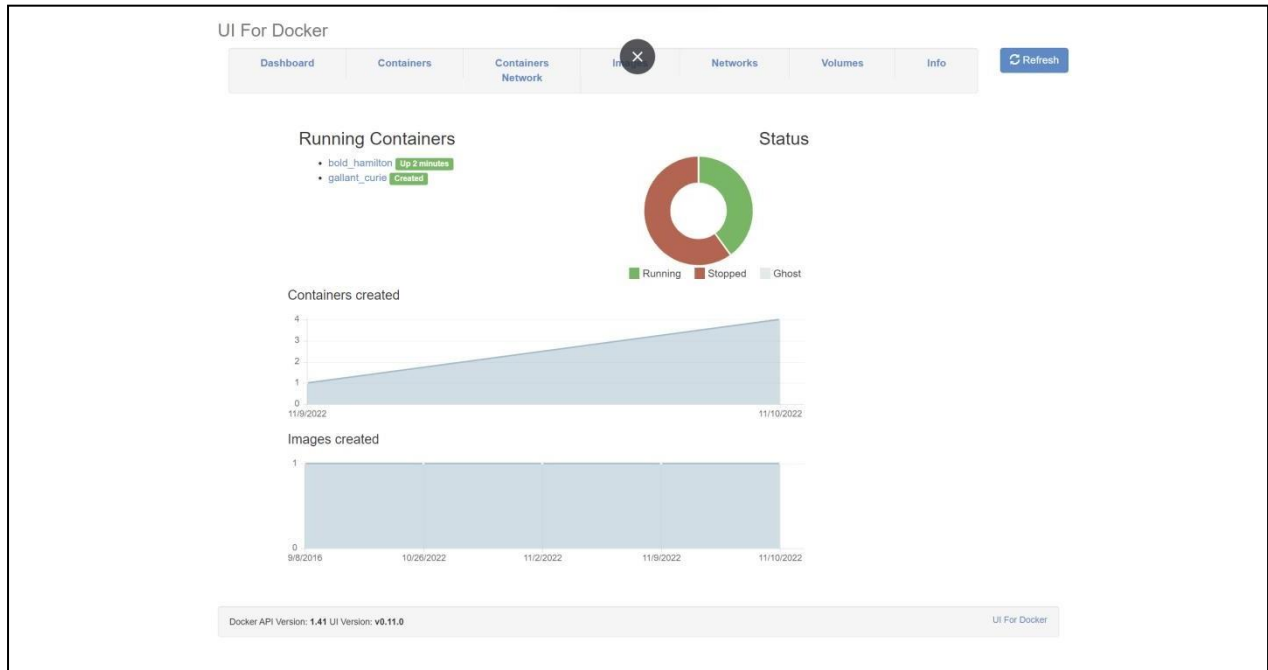 UI For Docker
Dashboard
Containers
Containers
Network
Networks
Volumes
Info
Refresh
Running Containers
bold_hamilton Up 2 minutes
gallant_curie Created
Status
Running Stopped Ghost
Containers created
4
3
2
1
0
11/9/2022 11/10/2022
Images created
1
0
9/8/2016 10/26/2022 11/2/2022 11/9/2022 11/10/2022
Docker API Version: 1.41 UI Version: v0.11.0
UI For Docker